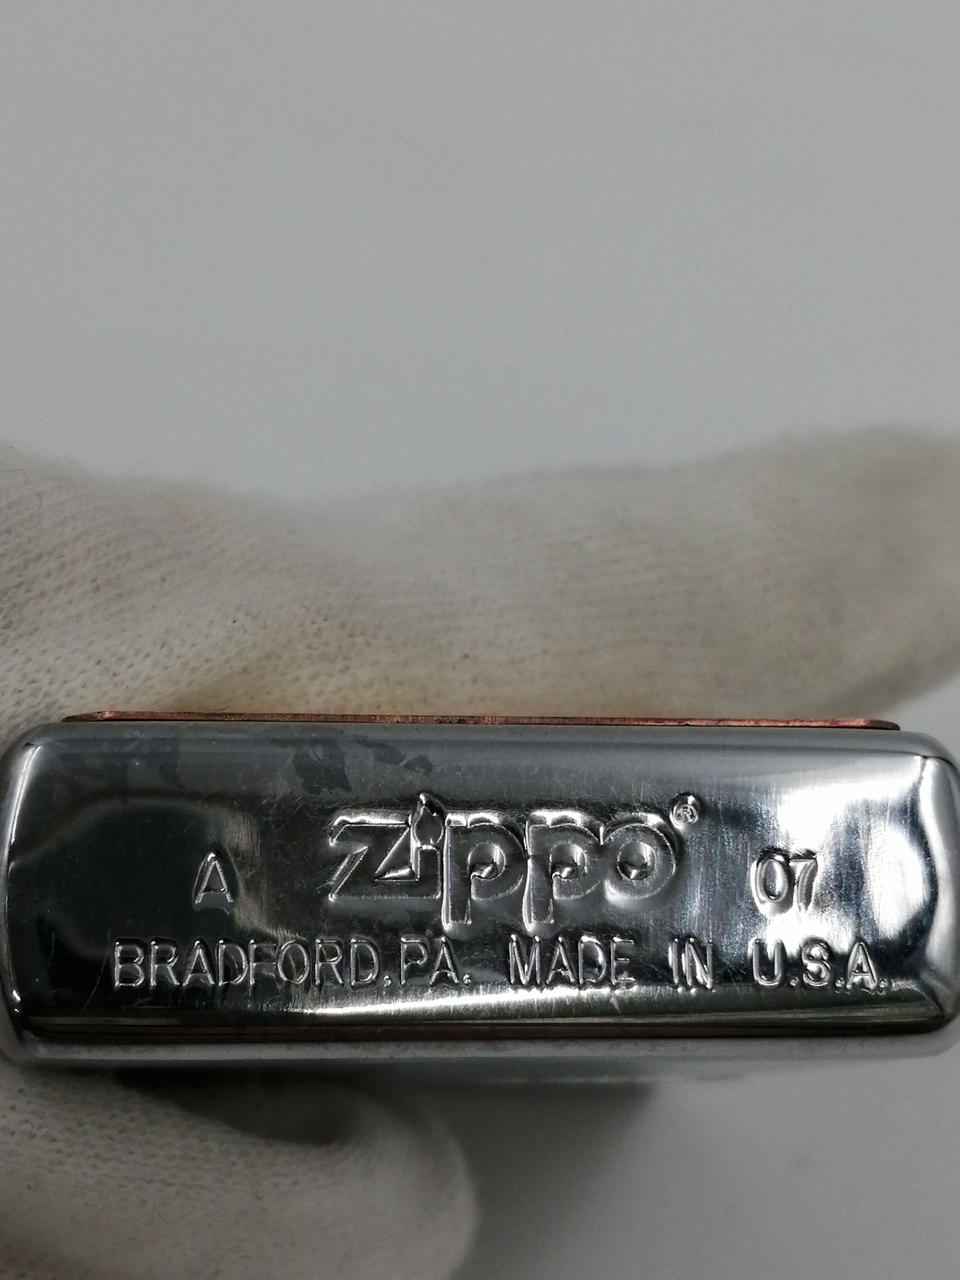 Zippo®
A 07
BRADFORD, PA. MADE IN U.S.A.